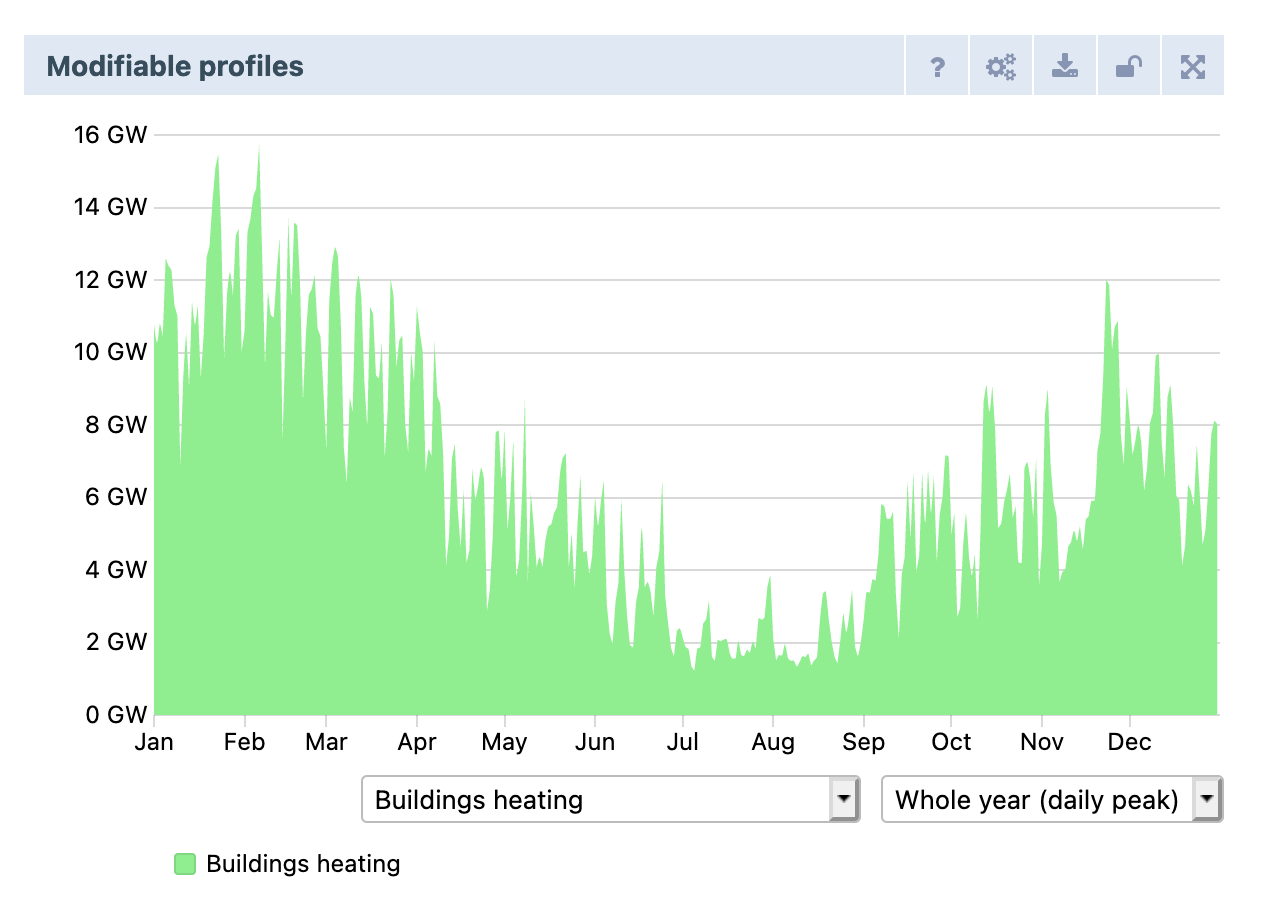 Modifiable profiles ?
16 GW
14 GW
12 GW
10 GW
8 GW
6 GW
4 GW
2 GW
0 GW
Jan Feb Mar Apr May Jun Jul Aug Sep Oct Nov Dec
Buildings heating Whole year (daily peak)
Buildings heating